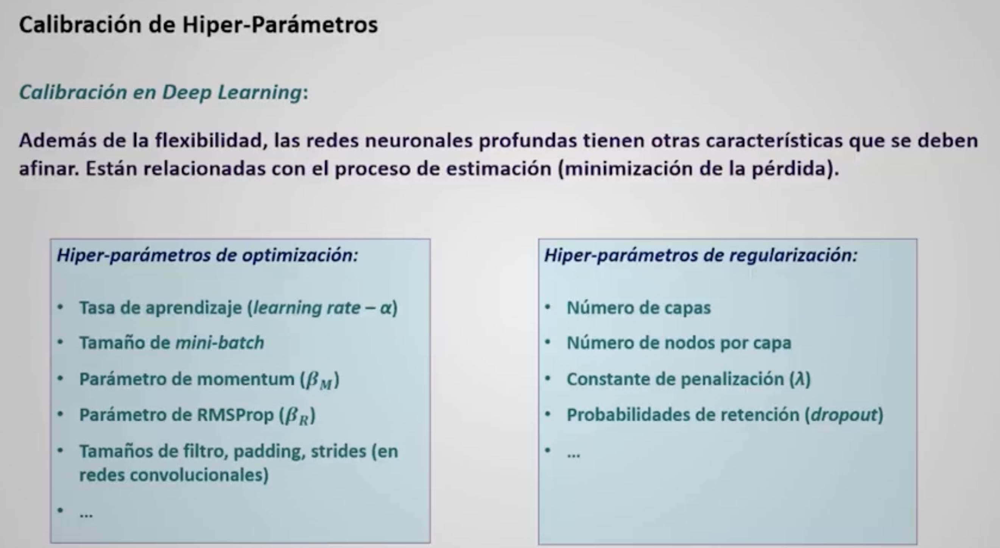 Calibración de Hiper-Parámetros
Calibración en Deep Learning:
Además de la flexibilidad, las redes neuronales profundas tienen otras características que se deben
afinar. Están relacionadas con el proceso de estimación (minimización de la pérdida).
Hiper-parámetros de optimización:
• Tasa de aprendizaje (learning rate – α)
• Tamaño de mini-batch
• Parámetro de momentum (β_M)
• Parámetro de RMSProp (β_R)
• Tamaños de filtro, padding, strides (en
redes convolucionales)
• ...
Hiper-parámetros de regularización:
• Número de capas
• Número de nodos por capa
• Constante de penalización (λ)
• Probabilidades de retención (dropout)
• ...